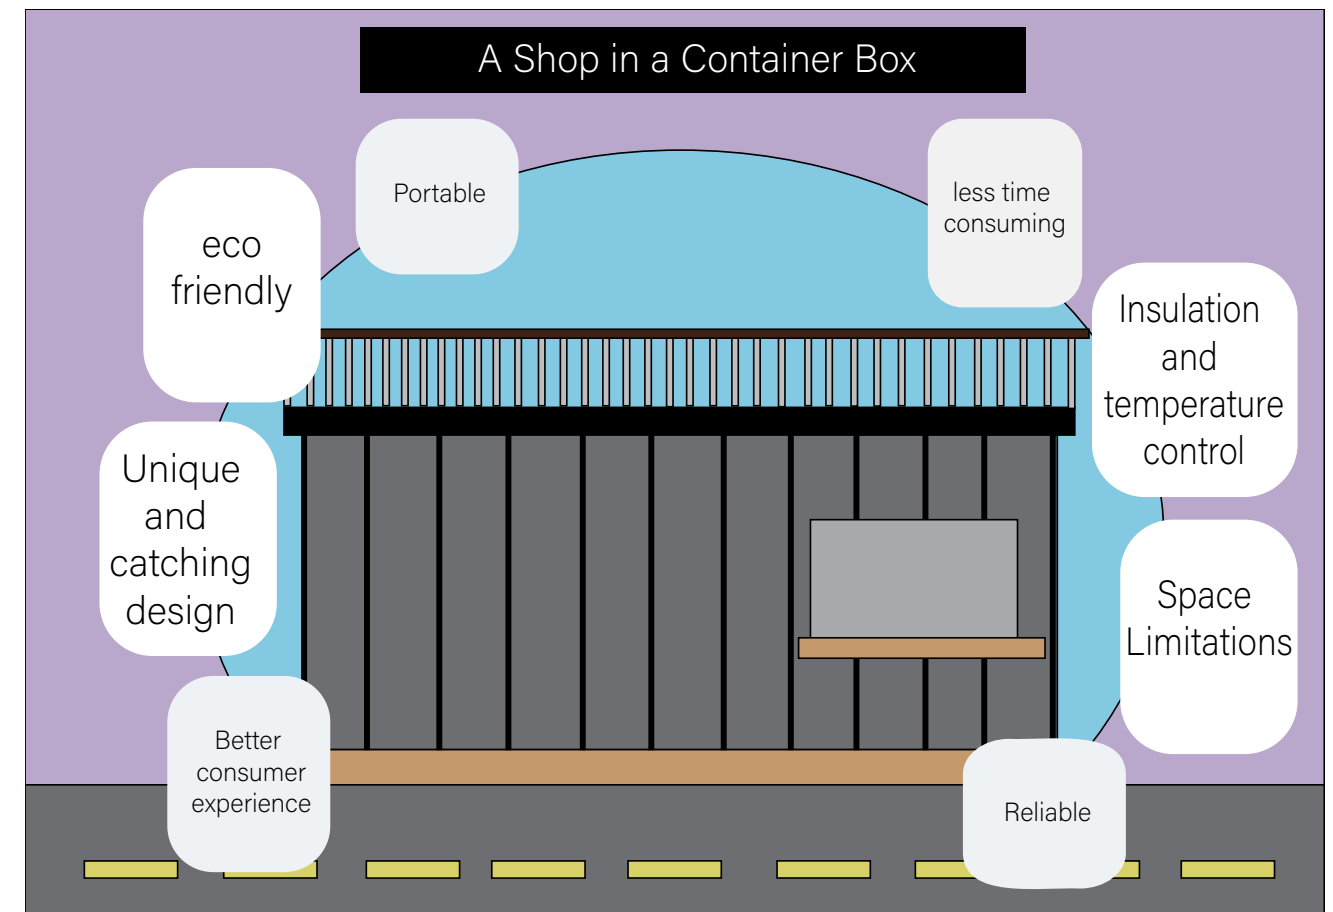 A Shop in a Container Box
Portable
less time
consuming
eco
friendly
Insulation
and
temperature
control
Unique
and
catching
design
Space
Limitations
Better
consumer
experience
Reliable